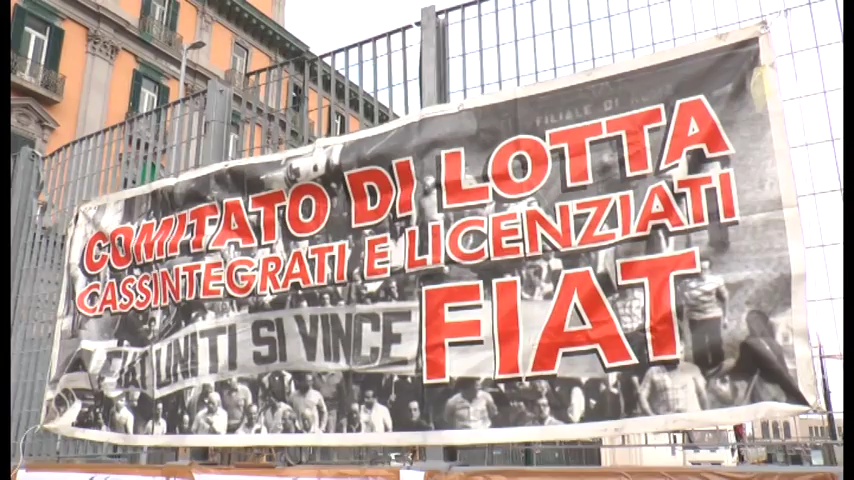 FILIALE DI
COMITATO DI LOTTA
CASSINTEGRATI E LICENZIATI
FIAT
UNITI SI VINCE